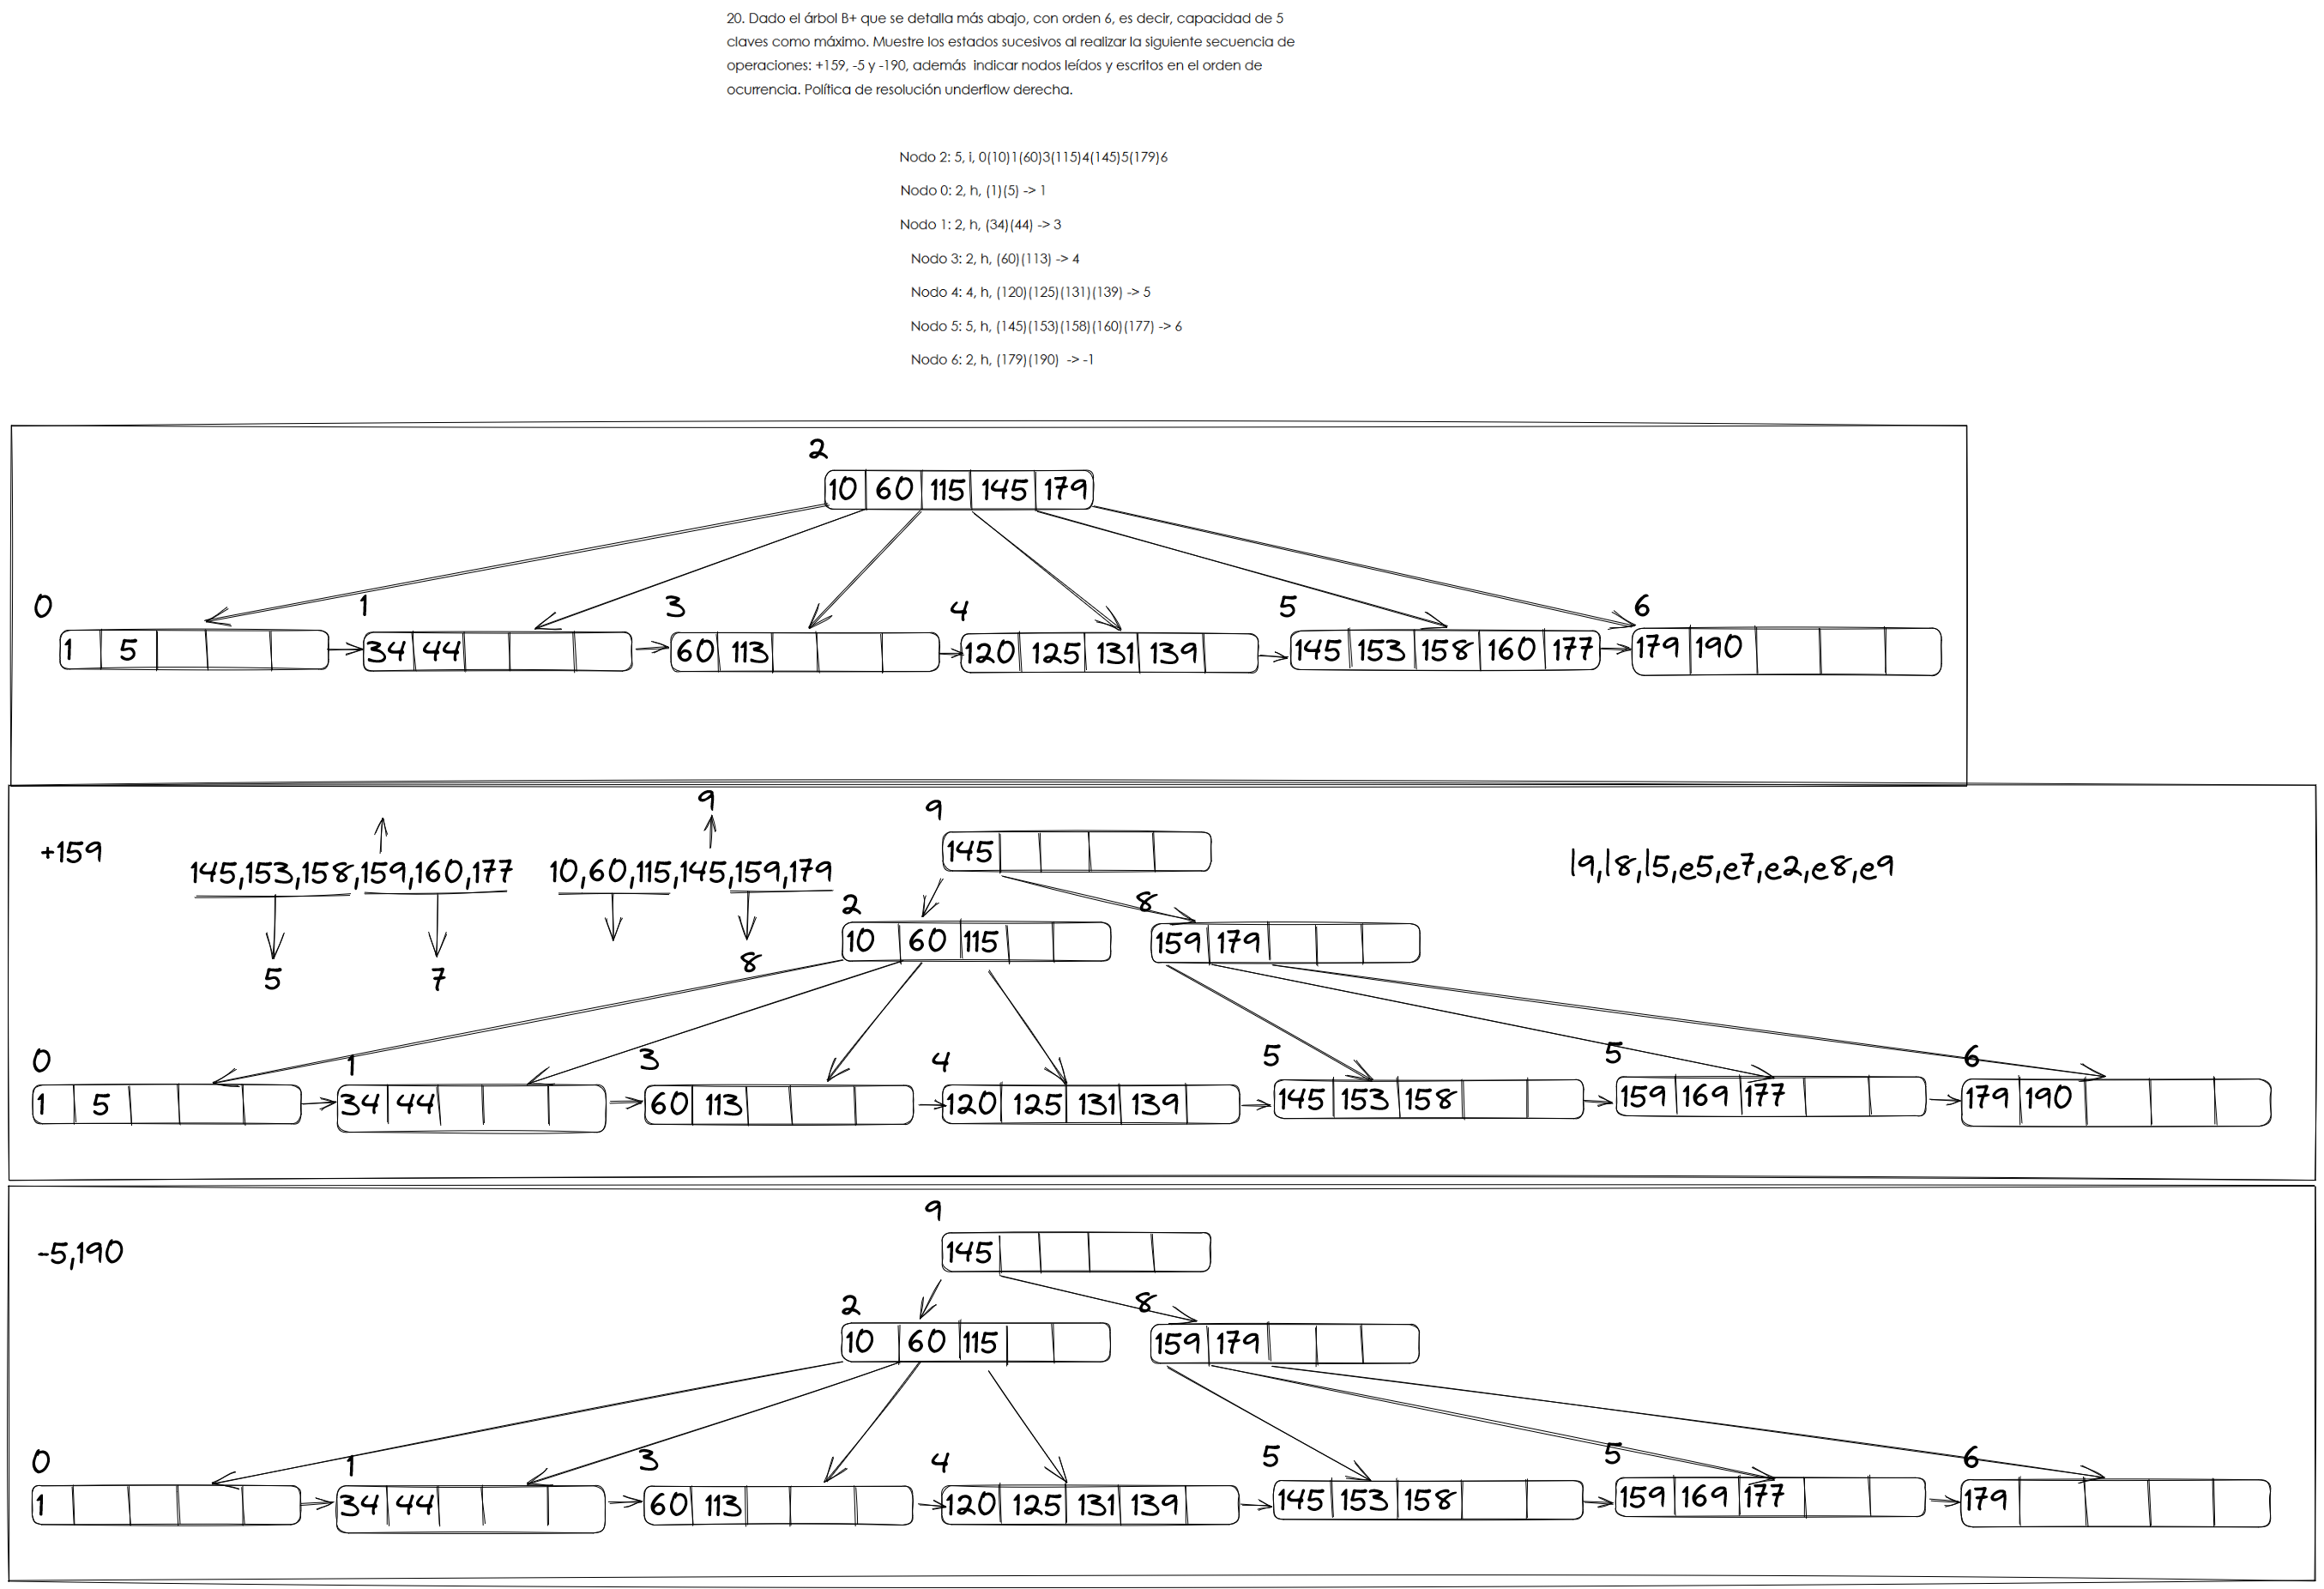 20. Dado el árbol B+ que se detalla más abajo, con orden 6, es decir, capacidad de 5
claves como máximo. Muestre los estados sucesivos al realizar la siguiente secuencia de
operaciones: +159, -5 y -190, además  indicar nodos leídos y escritos en el orden de
ocurrencia. Política de resolución underflow derecha.
Nodo 2: 5, i, 0(10)1(60)3(115)4(145)5(179)6
Nodo 0: 2, h, (1)(5) -> 1
Nodo 1: 2, h, (34)(44) -> 3
Nodo 3: 2, h, (60)(113) -> 4
Nodo 4: 4, h, (120)(125)(131)(139) -> 5
Nodo 5: 5, h, (145)(153)(158)(160)(177) -> 6
Nodo 6: 2, h, (179)(190)  -> -1
2
10 60 115 145 179
0 1 3 4 5 6
1 5 34 44 60 113 120 125 131 139 145 153 158 160 177 179 190
9 9
+159 145 l9,l8,l5,e5,e7,e2,e8,e9
145,153,158,159,160,177 10,60,115,145,159,179
2 8
10 60 115 159 179
5 7 8
0 1 3 4 5 5 6
1 5 34 44 60 113 120 125 131 139 145 153 158 159 169 177 179 190
9
-5,190 145
2 8
10 60 115 159 179
0 1 3 4 5 5 6
1 34 44 60 113 120 125 131 139 145 153 158 159 169 177 179